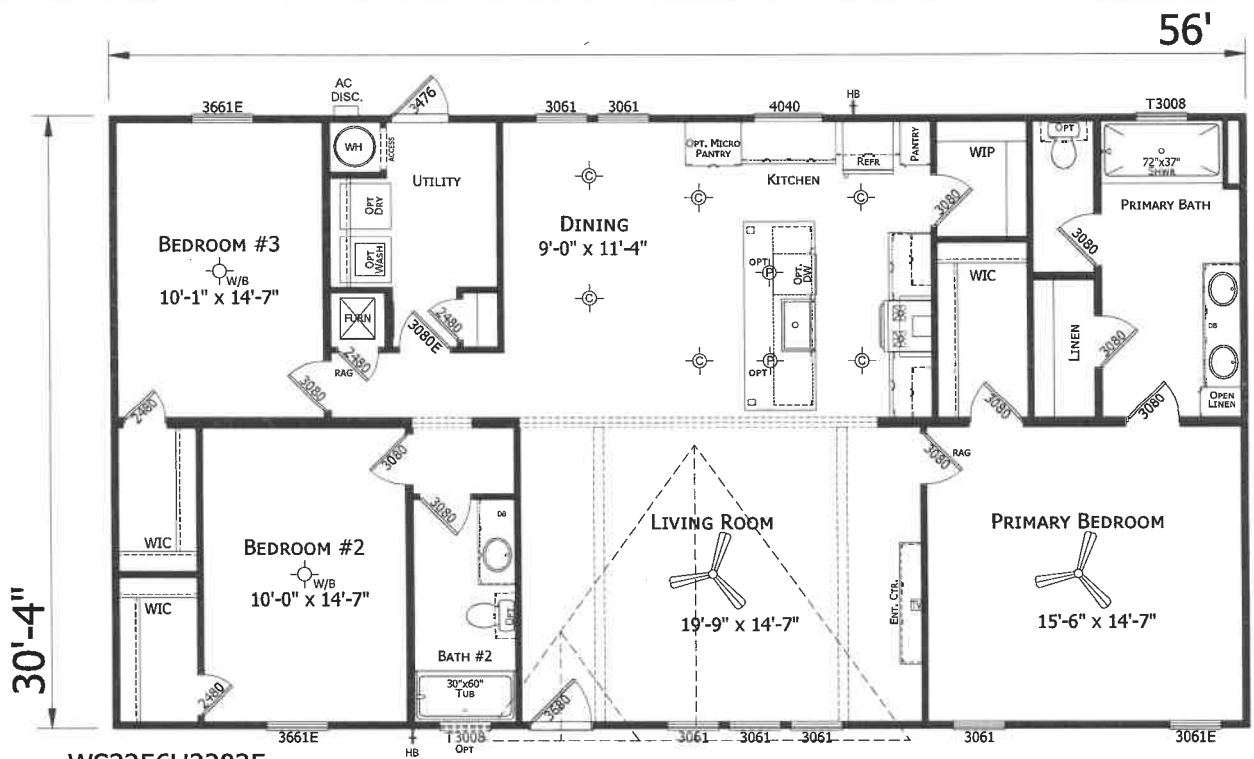 56'
30'-4"
AC
DISC.
3661E
3476
3061
3061
4040
HB
T3008
WH
ACCESS
UTILITY
OPT
DRY
OPT
WASH
FURN
2480
RAG
3080E
2480
BEDROOM #3
W/B
10'-1" x 14'-7"
3080
2480
DINING
9'-0" x 11'-4"
C
C
C
C
C
C
OPT. MICRO
PANTRY
KITCHEN
REFR
PANTRY
OPT
P
OPT.
DW
OPT
P
WIP
3080
WIC
3080
OPT
72"x37"
SHWR
PRIMARY BATH
3080
LINEN
3080
DB
OPEN
LINEN
3080
WIC
WIC
2480
BEDROOM #2
W/B
10'-0" x 14'-7"
3080
3080
DB
OPT
BATH #2
30"x60"
TUB
LIVING ROOM
19'-9" x 14'-7"
ENT. CTR.
TV
3080
RAG
PRIMARY BEDROOM
15'-6" x 14'-7"
3661E
HB
T3008
OPT
3680
3061
3061
3061
3061
3061E